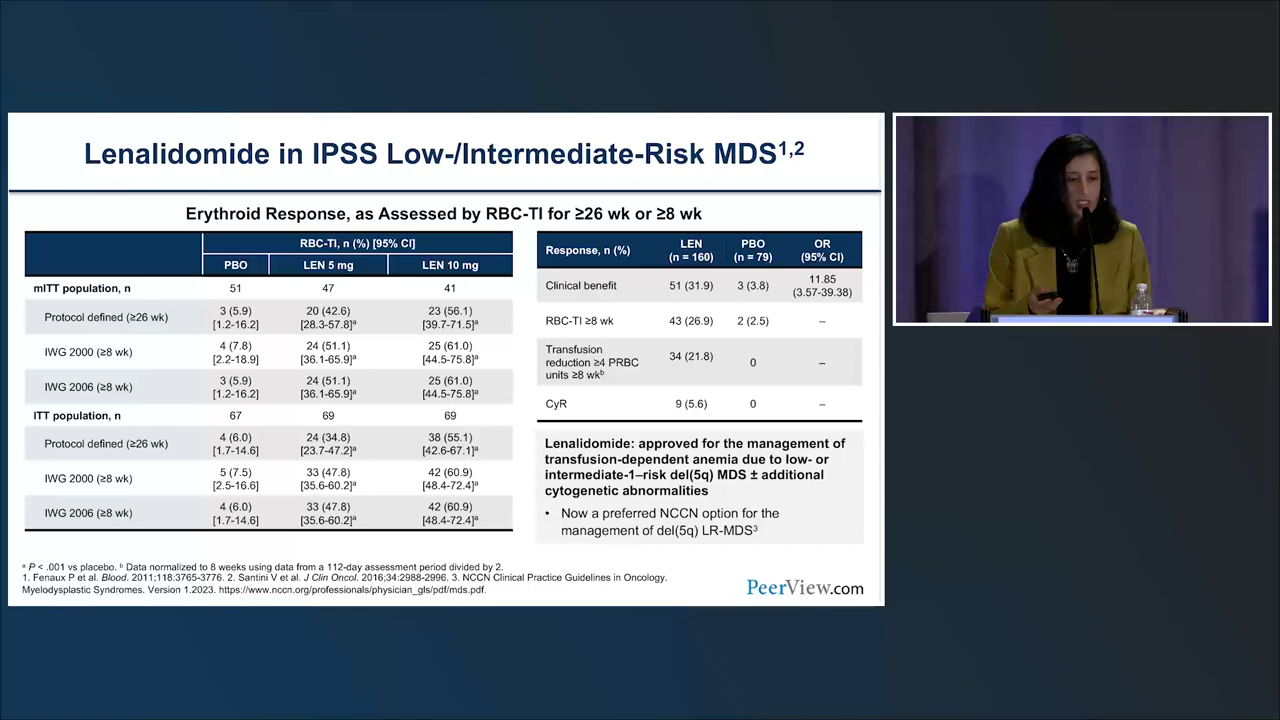 Lenalidomide in IPSS Low-/Intermediate-Risk MDS1,2
Erythroid Response, as Assessed by RBC-TI for ≥26 wk or ≥8 wk
RBC-TI, n (%) [95% CI]
PBO LEN 5 mg LEN 10 mg
mITT population, n 51 47 41
Protocol defined (≥26 wk) 3 (5.9) 20 (42.6) 23 (56.1)
[1.2-16.2] [28.3-57.8]a [39.7-71.5]a
IWG 2000 (≥8 wk) 4 (7.8) 24 (51.1) 25 (61.0)
[2.2-18.9] [36.1-65.9]a [44.5-75.8]a
IWG 2006 (≥8 wk) 3 (5.9) 24 (51.1) 25 (61.0)
[1.2-16.2] [36.1-65.9]a [44.5-75.8]a
ITT population, n 67 69 69
Protocol defined (≥26 wk) 4 (6.0) 24 (34.8) 38 (55.1)
[1.7-14.6] [23.7-47.2]a [42.6-67.1]a
IWG 2000 (≥8 wk) 5 (7.5) 33 (47.8) 42 (60.9)
[2.5-16.6] [35.6-60.2]a [48.4-72.4]a
IWG 2006 (≥8 wk) 4 (6.0) 33 (47.8) 42 (60.9)
[1.7-14.6] [35.6-60.2]a [48.4-72.4]a
Response, n (%) LEN PBO OR
(n = 160) (n = 79) (95% CI)
Clinical benefit 51 (31.9) 3 (3.8) 11.85
(3.57-39.38)
RBC-TI ≥8 wk 43 (26.9) 2 (2.5) –
Transfusion
reduction ≥4 PRBC 34 (21.8) 0 –
units ≥8 wkb
CyR 9 (5.6) 0 –
Lenalidomide: approved for the management of
transfusion-dependent anemia due to low- or
intermediate-1–risk del(5q) MDS ± additional
cytogenetic abnormalities
• Now a preferred NCCN option for the
management of del(5q) LR-MDS3
a P < .001 vs placebo. b Data normalized to 8 weeks using data from a 112-day assessment period divided by 2.
1. Fenaux P et al. Blood. 2011;118:3765-3776. 2. Santini V et al. J Clin Oncol. 2016;34:2988-2996. 3. NCCN Clinical Practice Guidelines in Oncology.
Myelodysplastic Syndromes. Version 1.2023. https://www.nccn.org/professionals/physician_gls/pdf/mds.pdf.
PeerView.com